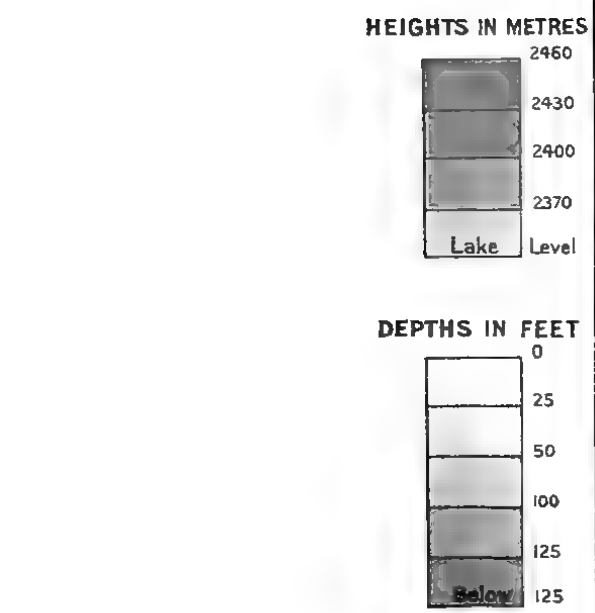 HEIGHTS IN METRES
2460
2430
2400
2370
Lake Level
DEPTHS IN FEET
0
25
50
100
125
Below 125